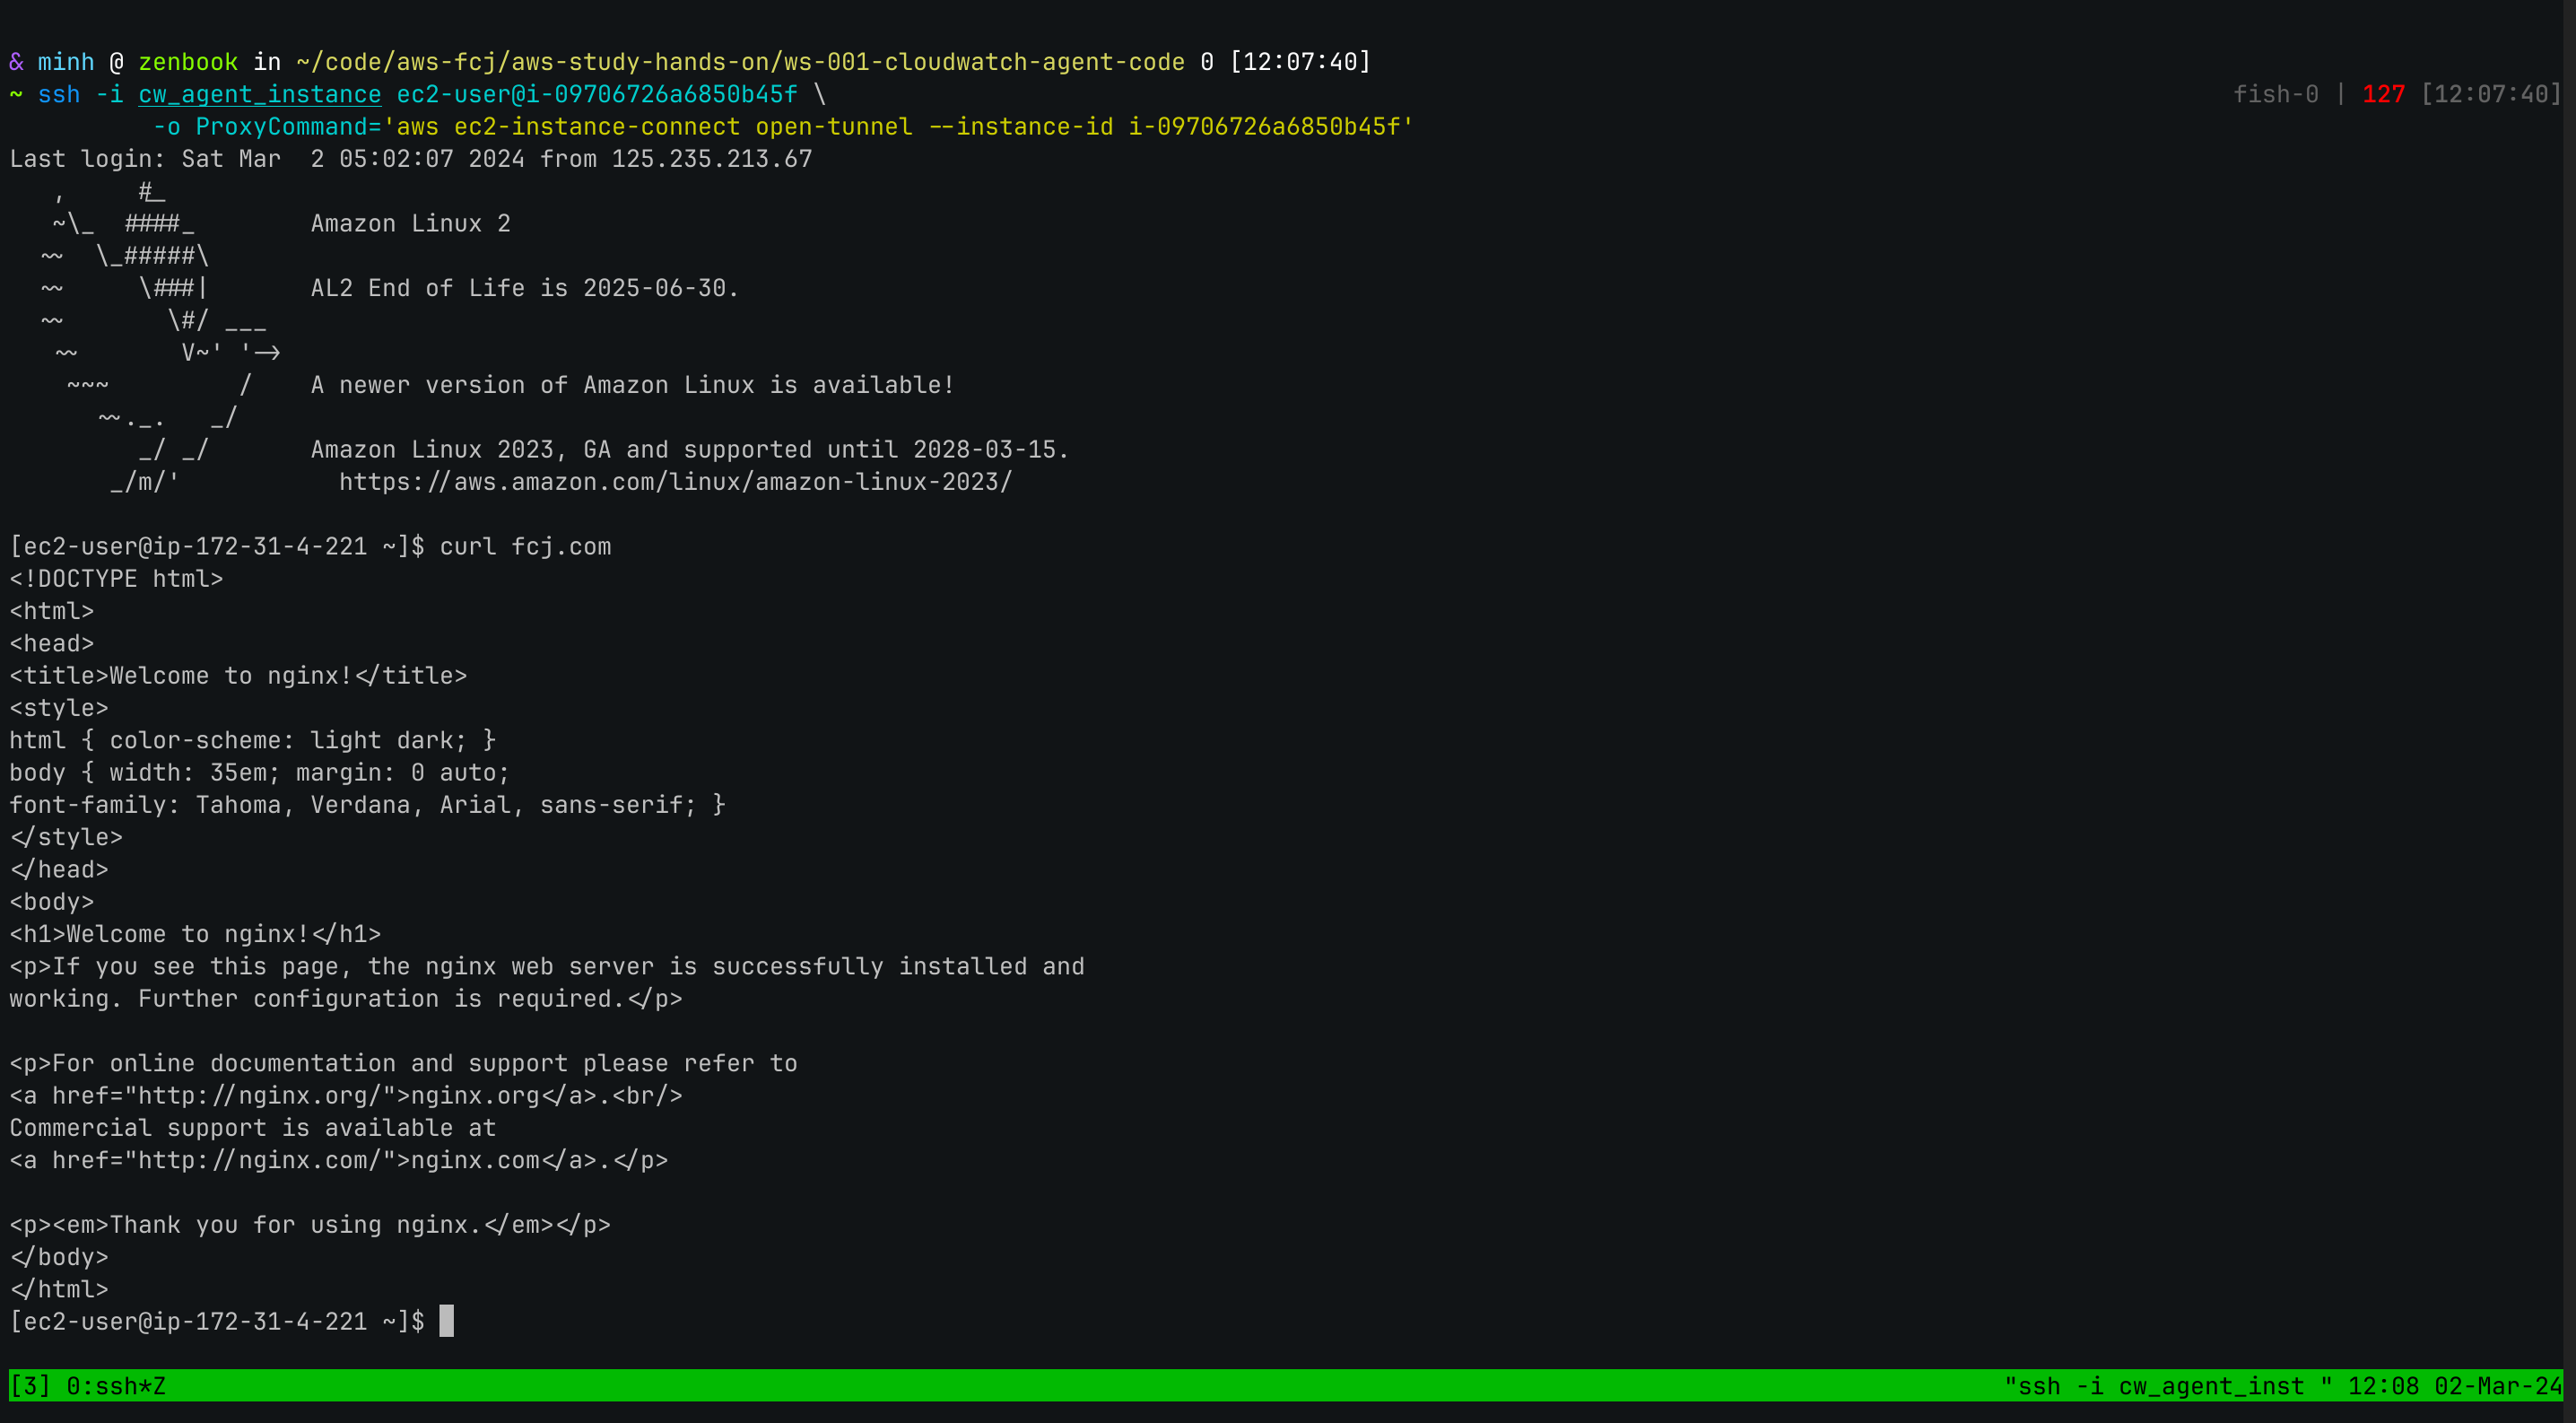 & minh @ zenbook in ~/code/aws-fcj/aws-study-hands-on/ws-001-cloudwatch-agent-code 0 [12:07:40]
~ ssh -i cw_agent_instance ec2-user@i-09706726a6850b45f \ fish-0 | 127 [12:07:40]
          -o ProxyCommand='aws ec2-instance-connect open-tunnel --instance-id i-09706726a6850b45f'
Last login: Sat Mar  2 05:02:07 2024 from 125.235.213.67
   ,     #_
   ~\_  ####_        Amazon Linux 2
  ~~  \_#####\
  ~~     \###|       AL2 End of Life is 2025-06-30.
  ~~       \#/ ___
   ~~       V~' '->
    ~~~         /    A newer version of Amazon Linux is available!
      ~~._.   _/
         _/ _/       Amazon Linux 2023, GA and supported until 2028-03-15.
       _/m/'           https://aws.amazon.com/linux/amazon-linux-2023/

[ec2-user@ip-172-31-4-221 ~]$ curl fcj.com
<!DOCTYPE html>
<html>
<head>
<title>Welcome to nginx!</title>
<style>
html { color-scheme: light dark; }
body { width: 35em; margin: 0 auto;
font-family: Tahoma, Verdana, Arial, sans-serif; }
</style>
</head>
<body>
<h1>Welcome to nginx!</h1>
<p>If you see this page, the nginx web server is successfully installed and
working. Further configuration is required.</p>

<p>For online documentation and support please refer to
<a href="http://nginx.org/">nginx.org</a>.<br/>
Commercial support is available at
<a href="http://nginx.com/">nginx.com</a>.</p>

<p><em>Thank you for using nginx.</em></p>
</body>
</html>
[ec2-user@ip-172-31-4-221 ~]$
[3] 0:ssh*Z "ssh -i cw_agent_inst " 12:08 02-Mar-24